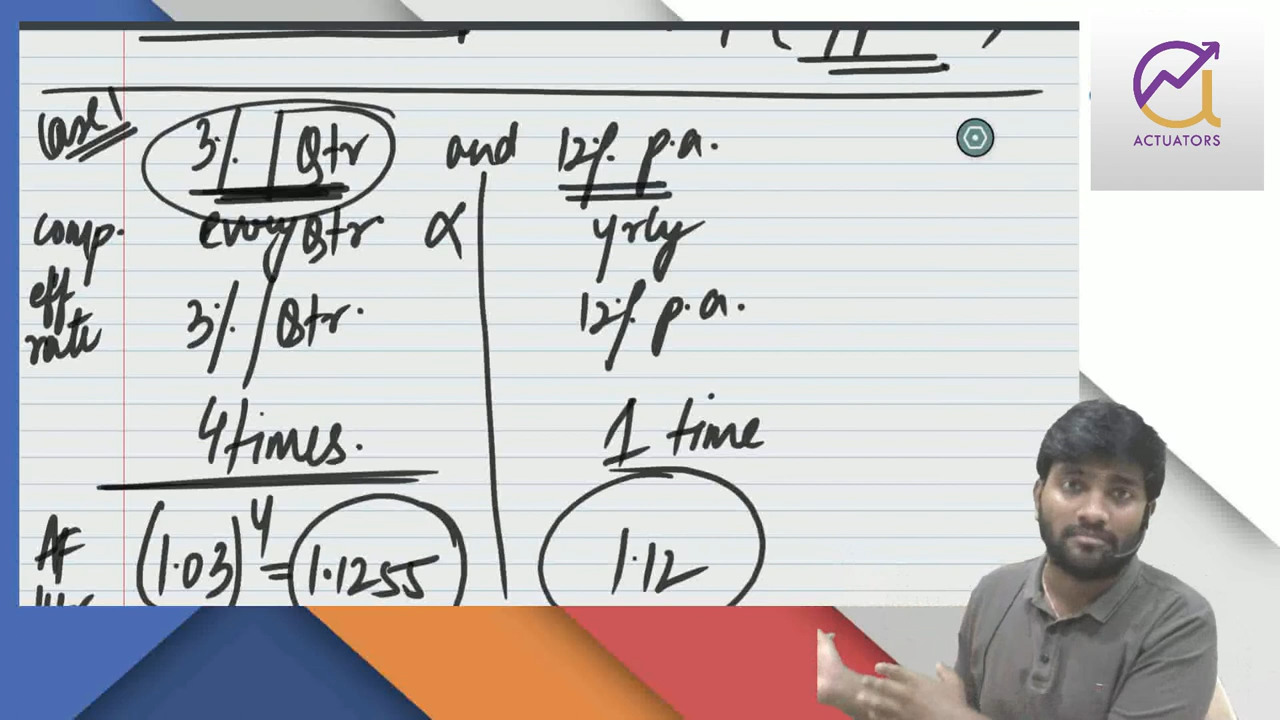 Case 1
3% / Qtr and 12% p.a.
comp. every Qtr & yrly
eff rate 3% / Qtr. 12% p.a.
4 times. 1 time
AF (1.03)^4 = 1.1255 1.12
ACTUATORS